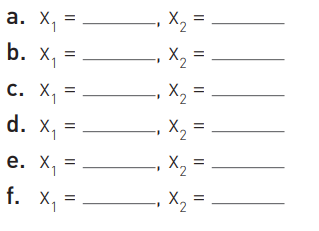 a. x₁ = ________, x₂ = ________
b. x₁ = ________, x₂ = ________
c. x₁ = ________, x₂ = ________
d. x₁ = ________, x₂ = ________
e. x₁ = ________, x₂ = ________
f. x₁ = ________, x₂ = ________